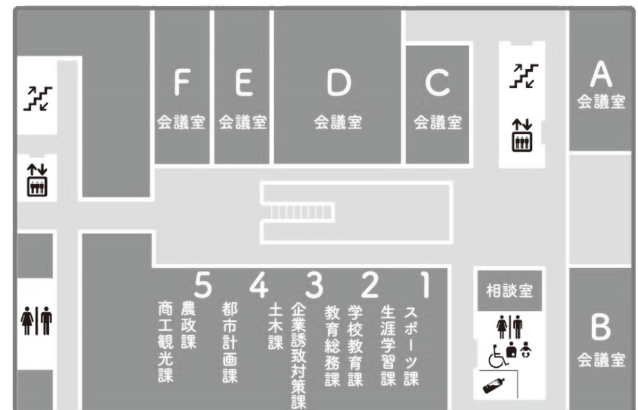 F
会議室
E
会議室
D
会議室
C
会議室
A
会議室
5
農政課
商工観光課
4
都市計画課
3
企業誘致対策課
土木課
2
学校教育課
教育総務課
1
スポーツ課
生涯学習課
相談室
B
会議室